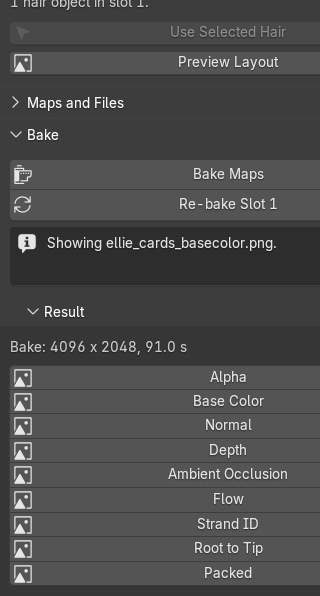 1 hair object in slot 1.
Use Selected Hair
Preview Layout
Maps and Files
Bake
Bake Maps
Re-bake Slot 1
Showing ellie_cards_basecolor.png.
Result
Bake: 4096 x 2048, 91.0 s
Alpha
Base Color
Normal
Depth
Ambient Occlusion
Flow
Strand ID
Root to Tip
Packed